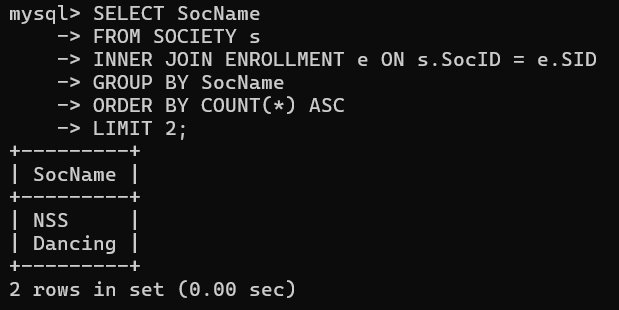 mysql> SELECT SocName
    -> FROM SOCIETY s
    -> INNER JOIN ENROLLMENT e ON s.SocID = e.SID
    -> GROUP BY SocName
    -> ORDER BY COUNT(*) ASC
    -> LIMIT 2;
+---------+
| SocName |
+---------+
| NSS     |
| Dancing |
+---------+
2 rows in set (0.00 sec)